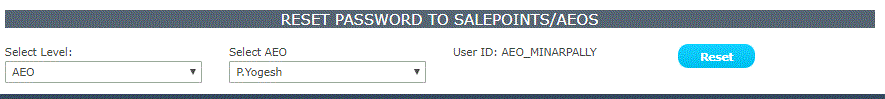 RESET PASSWORD TO SALEPOINTS/AEOS
Select Level: Select AEO User ID: AEO_MINARPALLY Reset
AEO P.Yogesh